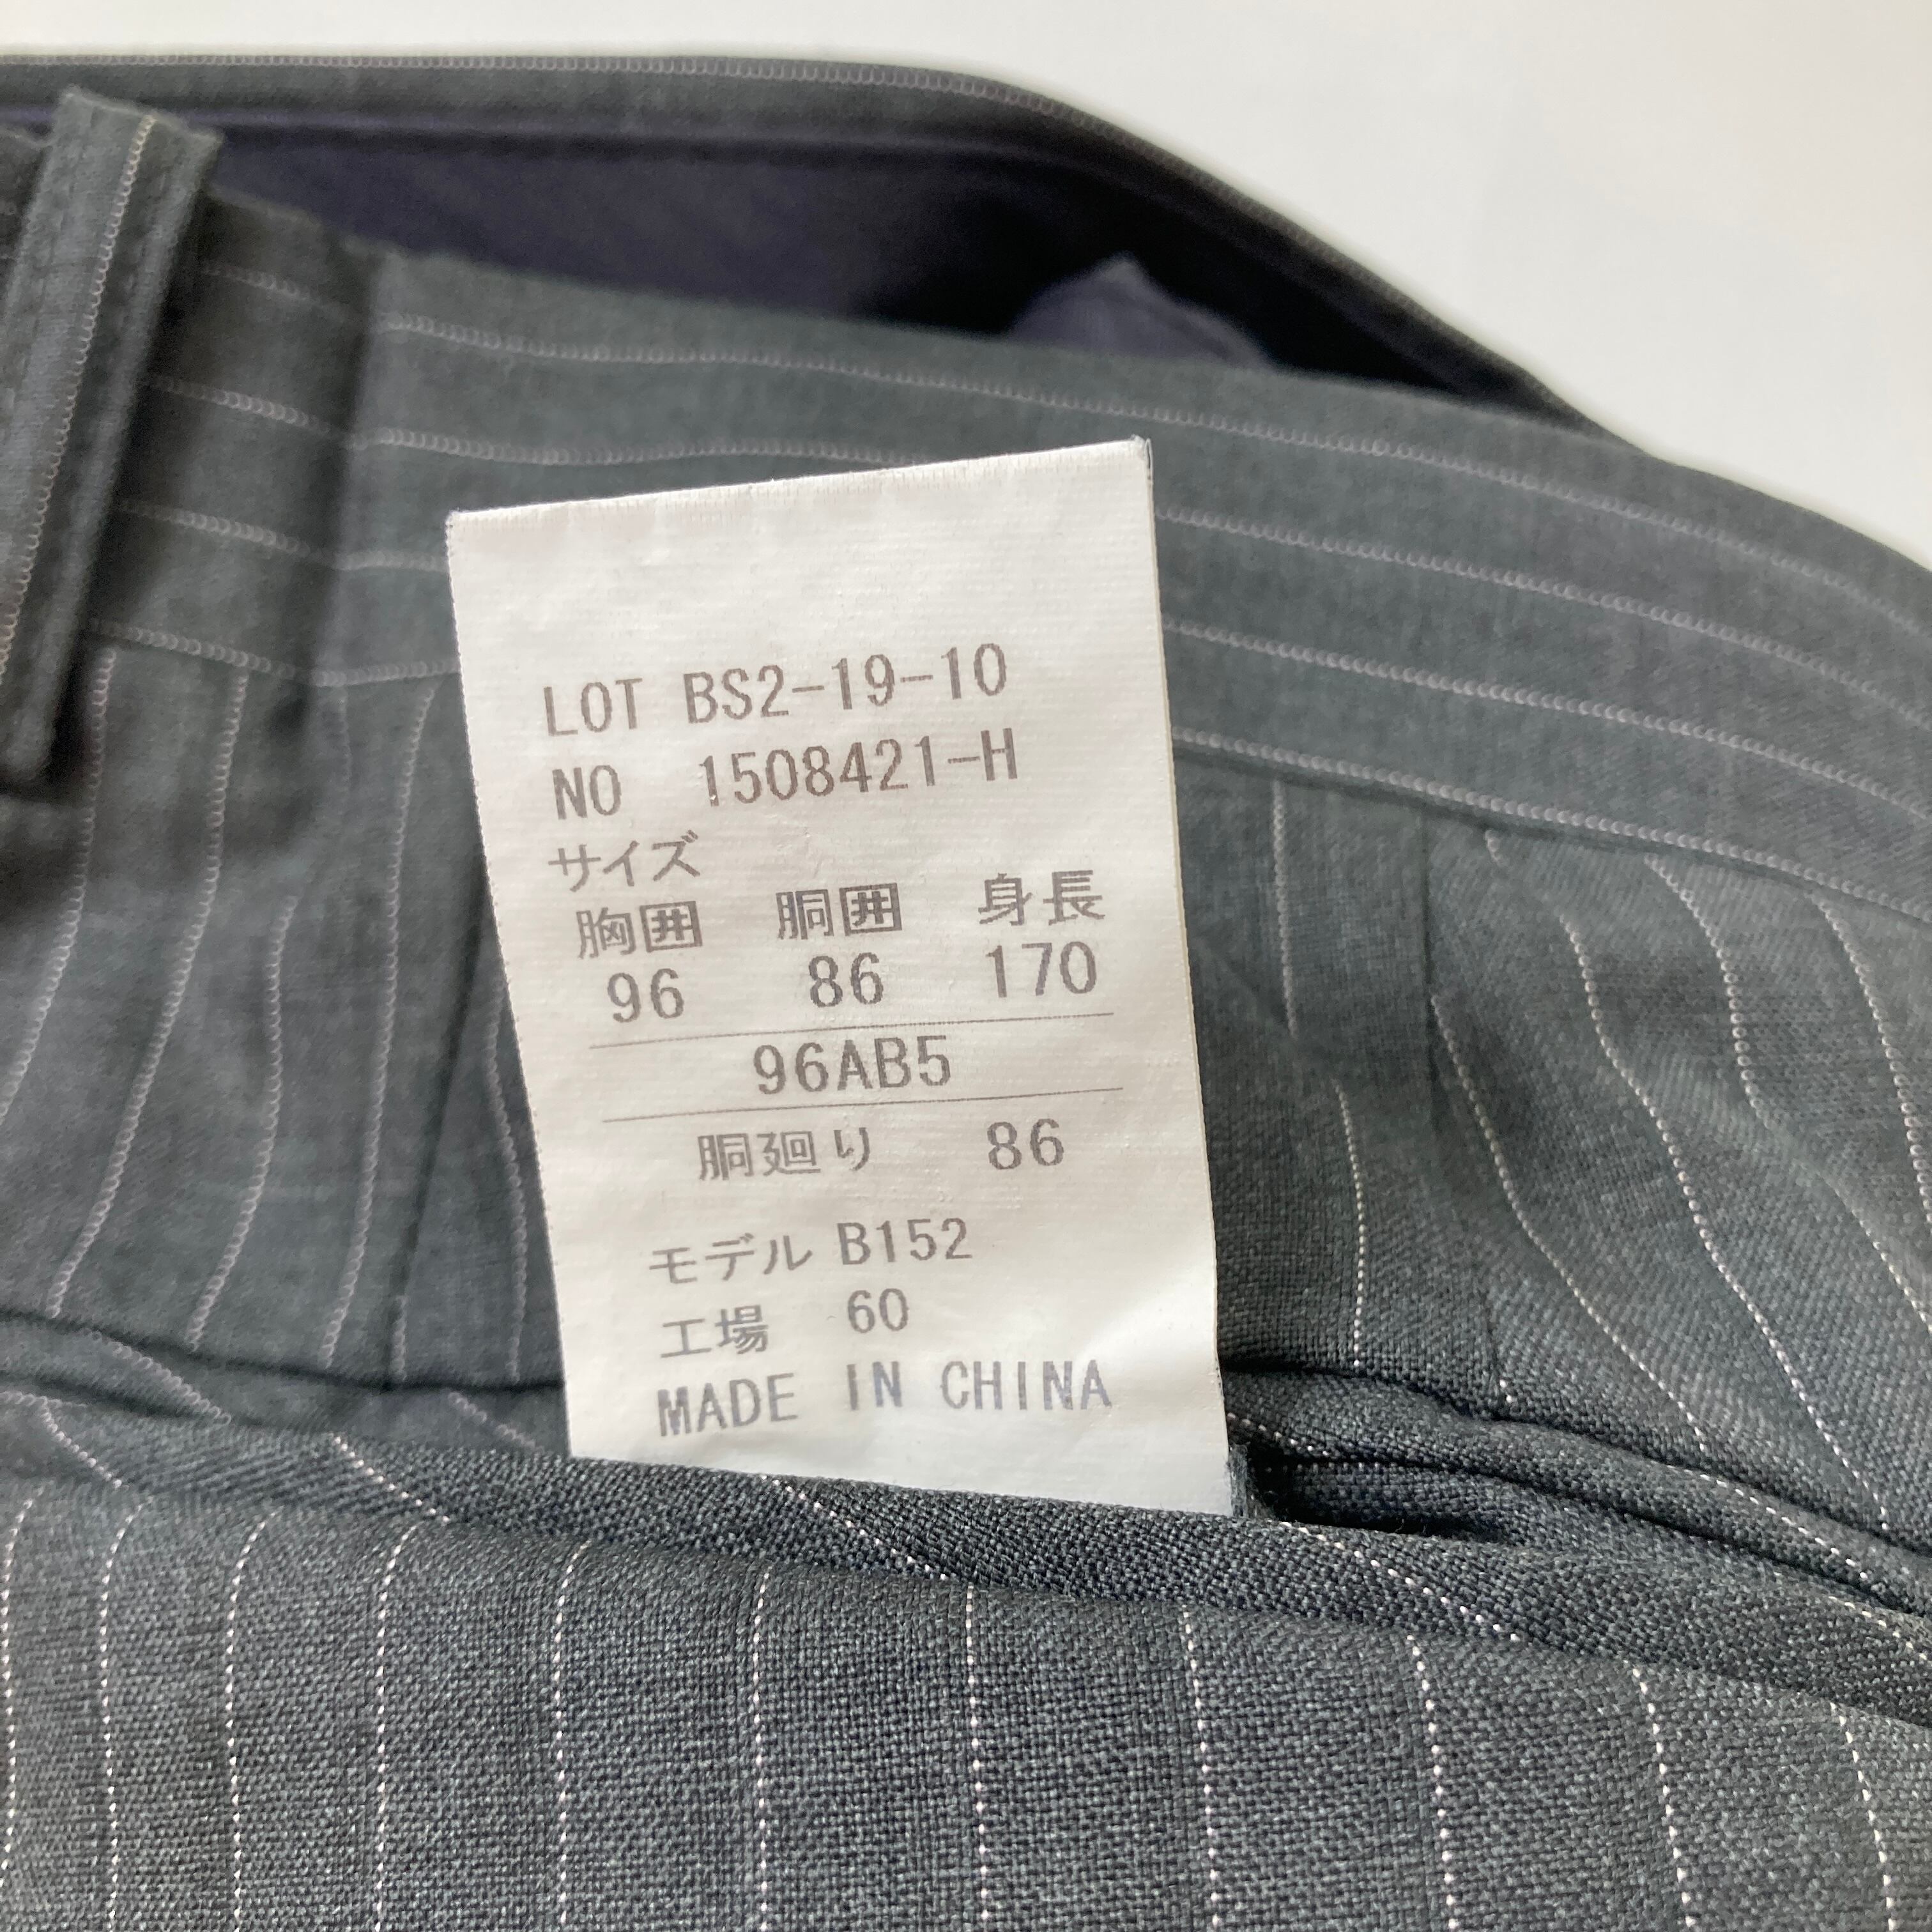 LOT BS2-19-10
NO 1508421-H
サイズ
胸囲 胴囲 身長
96 86 170
96AB5
胴廻り 86
モデル B152
工場 60
MADE IN CHINA